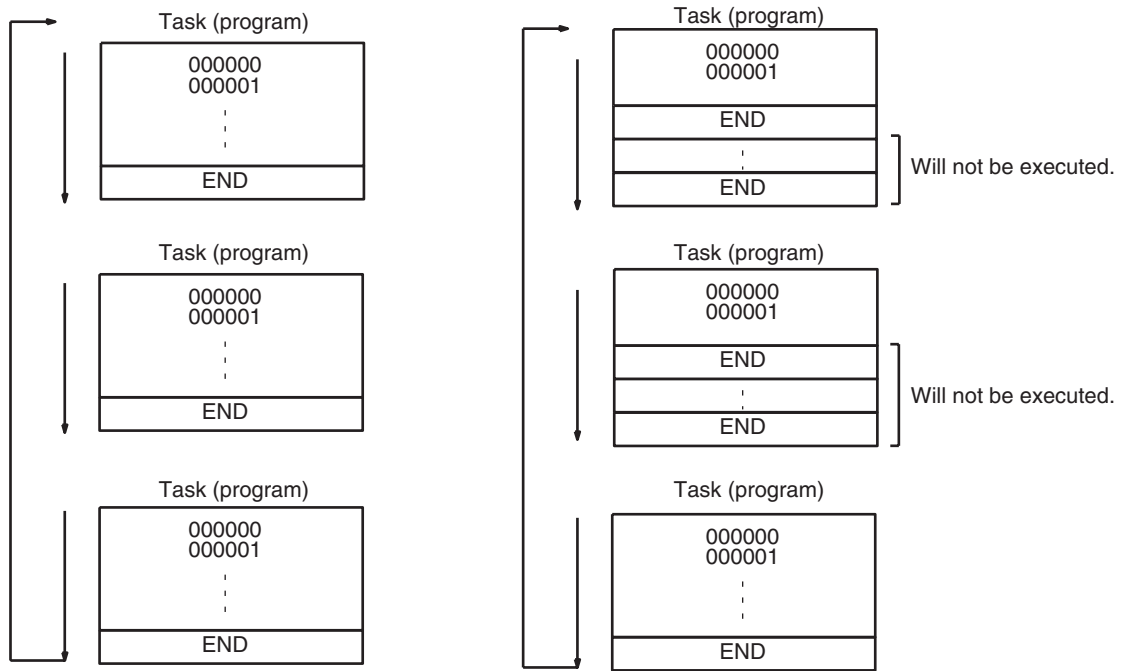 Task (program)
000000
000001
END
Task (program)
000000
000001
END
Task (program)
000000
000001
END
Task (program)
000000
000001
END
END
Will not be executed.
Task (program)
000000
000001
END
END
Will not be executed.
Task (program)
000000
000001
END